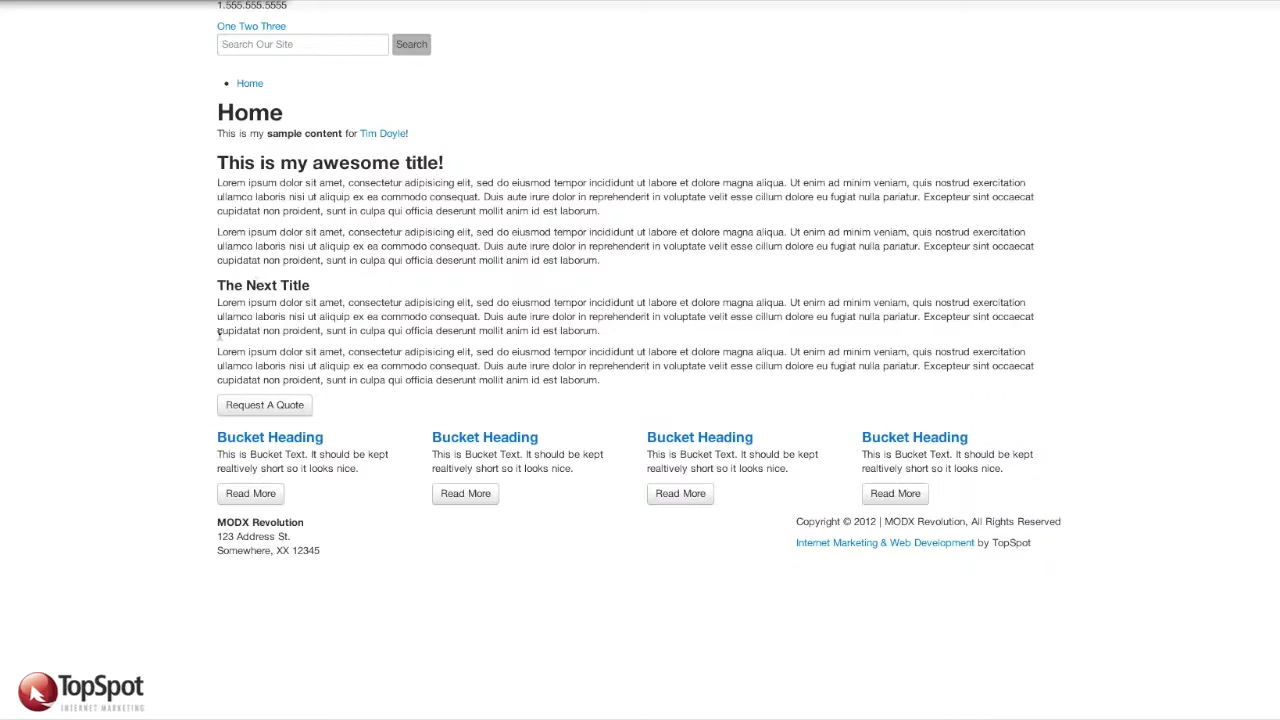 1.555.555.5555
One Two Three
Search Our Site Search
Home
Home
This is my sample content for Tim Doyle!
This is my awesome title!
Lorem ipsum dolor sit amet, consectetur adipisicing elit, sed do eiusmod tempor incididunt ut labore et dolore magna aliqua. Ut enim ad minim veniam, quis nostrud exercitation
ullamco laboris nisi ut aliquip ex ea commodo consequat. Duis aute irure dolor in reprehenderit in voluptate velit esse cillum dolore eu fugiat nulla pariatur. Excepteur sint occaecat
cupidatat non proident, sunt in culpa qui officia deserunt mollit anim id est laborum.
Lorem ipsum dolor sit amet, consectetur adipisicing elit, sed do eiusmod tempor incididunt ut labore et dolore magna aliqua. Ut enim ad minim veniam, quis nostrud exercitation
ullamco laboris nisi ut aliquip ex ea commodo consequat. Duis aute irure dolor in reprehenderit in voluptate velit esse cillum dolore eu fugiat nulla pariatur. Excepteur sint occaecat
cupidatat non proident, sunt in culpa qui officia deserunt mollit anim id est laborum.
The Next Title
Lorem ipsum dolor sit amet, consectetur adipisicing elit, sed do eiusmod tempor incididunt ut labore et dolore magna aliqua. Ut enim ad minim veniam, quis nostrud exercitation
ullamco laboris nisi ut aliquip ex ea commodo consequat. Duis aute irure dolor in reprehenderit in voluptate velit esse cillum dolore eu fugiat nulla pariatur. Excepteur sint occaecat
cupidatat non proident, sunt in culpa qui officia deserunt mollit anim id est laborum.
Lorem ipsum dolor sit amet, consectetur adipisicing elit, sed do eiusmod tempor incididunt ut labore et dolore magna aliqua. Ut enim ad minim veniam, quis nostrud exercitation
ullamco laboris nisi ut aliquip ex ea commodo consequat. Duis aute irure dolor in reprehenderit in voluptate velit esse cillum dolore eu fugiat nulla pariatur. Excepteur sint occaecat
cupidatat non proident, sunt in culpa qui officia deserunt mollit anim id est laborum.
Request A Quote
Bucket Heading
This is Bucket Text. It should be kept
realtively short so it looks nice.
Read More
Bucket Heading
This is Bucket Text. It should be kept
realtively short so it looks nice.
Read More
Bucket Heading
This is Bucket Text. It should be kept
realtively short so it looks nice.
Read More
Bucket Heading
This is Bucket Text. It should be kept
realtively short so it looks nice.
Read More
MODX Revolution
123 Address St.
Somewhere, XX 12345
Copyright © 2012 | MODX Revolution, All Rights Reserved
Internet Marketing & Web Development by TopSpot
TopSpot
INTERNET MARKETING